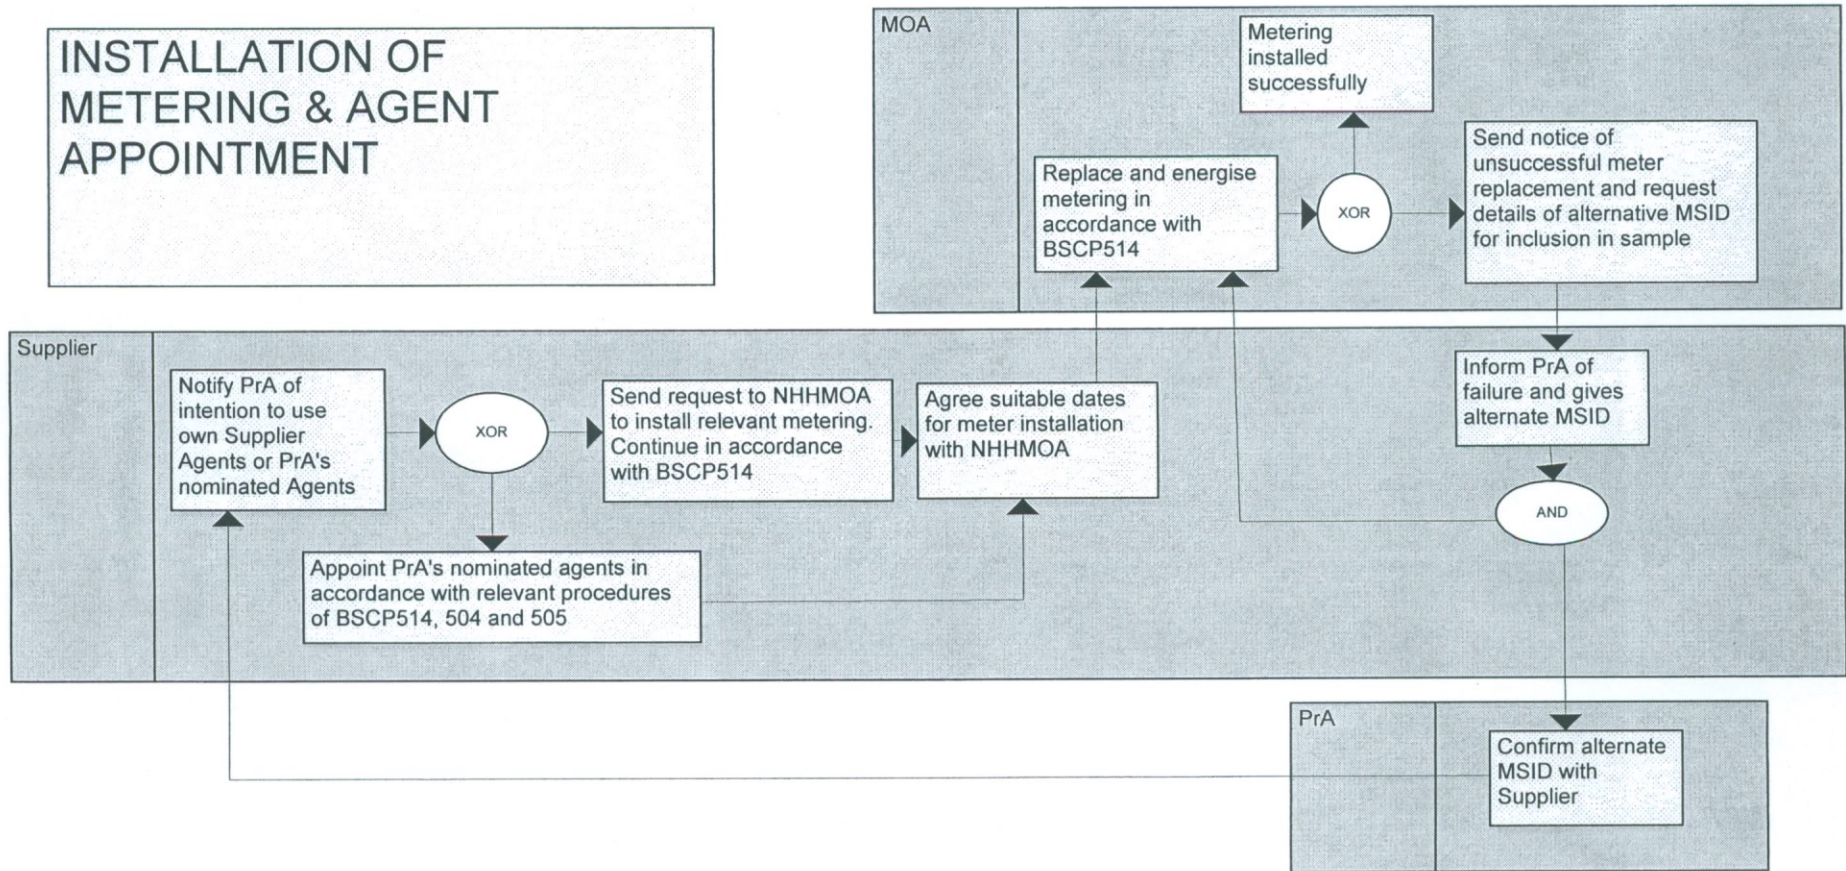 INSTALLATION OF
METERING & AGENT
APPOINTMENT
MOA
Metering
installed
successfully
Replace and energise
metering in
accordance with
BSCP514
XOR
Send notice of
unsuccessful meter
replacement and request
details of alternative MSID
for inclusion in sample
Supplier
Notify PrA of
intention to use
own Supplier
Agents or PrA's
nominated Agents
XOR
Send request to NHHMOA
to install relevant metering.
Continue in accordance
with BSCP514
Agree suitable dates
for meter installation
with NHHMOA
Inform PrA of
failure and gives
alternate MSID
AND
Appoint PrA's nominated agents in
accordance with relevant procedures
of BSCP514, 504 and 505
PrA
Confirm alternate
MSID with
Supplier